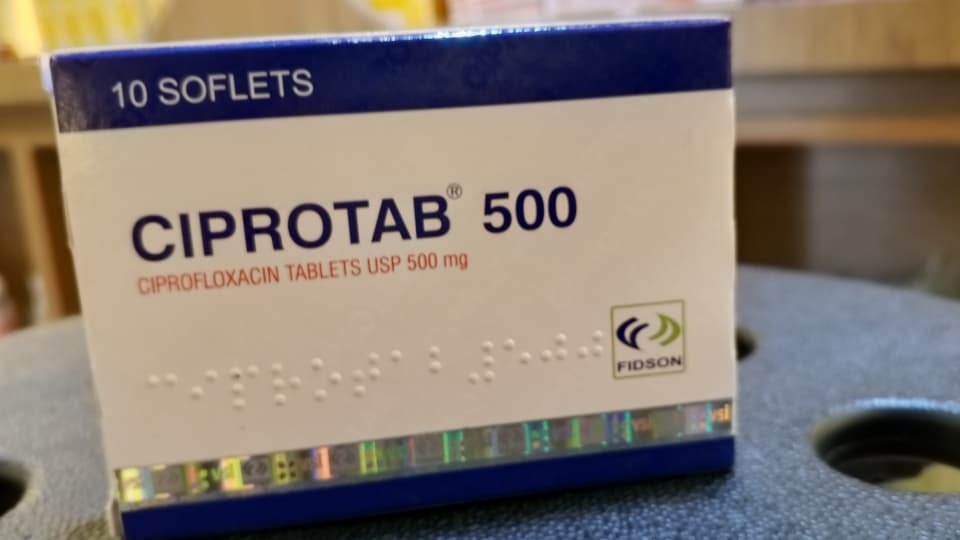 10 SOFLETS
CIPROTAB® 500
CIPROFLOXACIN TABLETS USP 500 mg
FIDSON